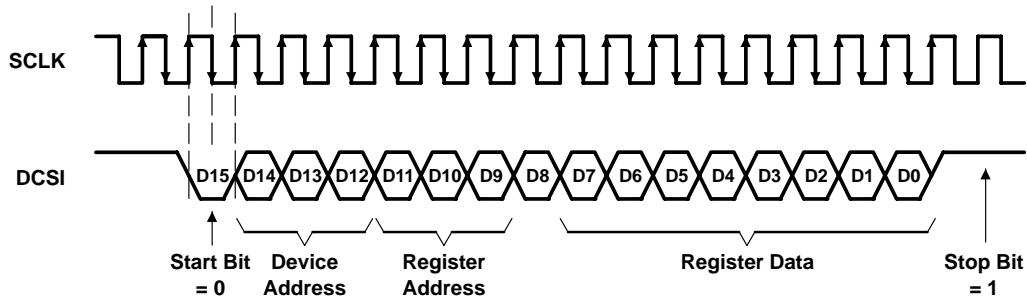 SCLK
DCSI
D15 D14 D13 D12 D11 D10 D9 D8 D7 D6 D5 D4 D3 D2 D1 D0
Start Bit
= 0
Device
Address
Register
Address
Register Data
Stop Bit
= 1